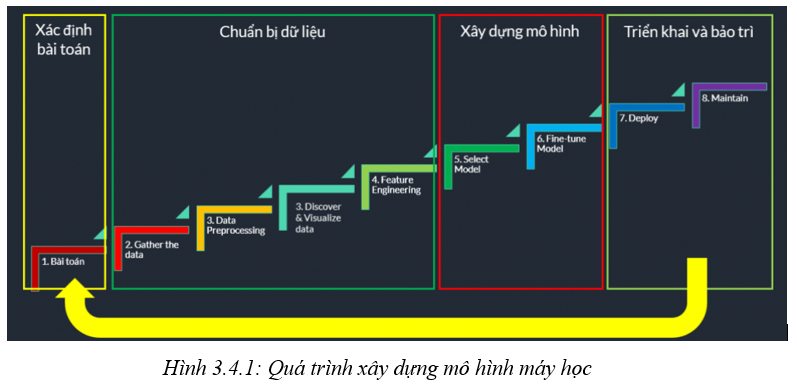 Xác định
bài toán
Chuẩn bị dữ liệu
Xây dựng mô hình
Triển khai và bảo trì
1. Bài toán
2. Gather the
data
3. Data
Preprocessing
3. Discover
& Visualize
data
4. Feature
Engineering
5. Select
Model
6. Fine-tune
Model
7. Deploy
8. Maintain
Hình 3.4.1: Quá trình xây dựng mô hình máy học